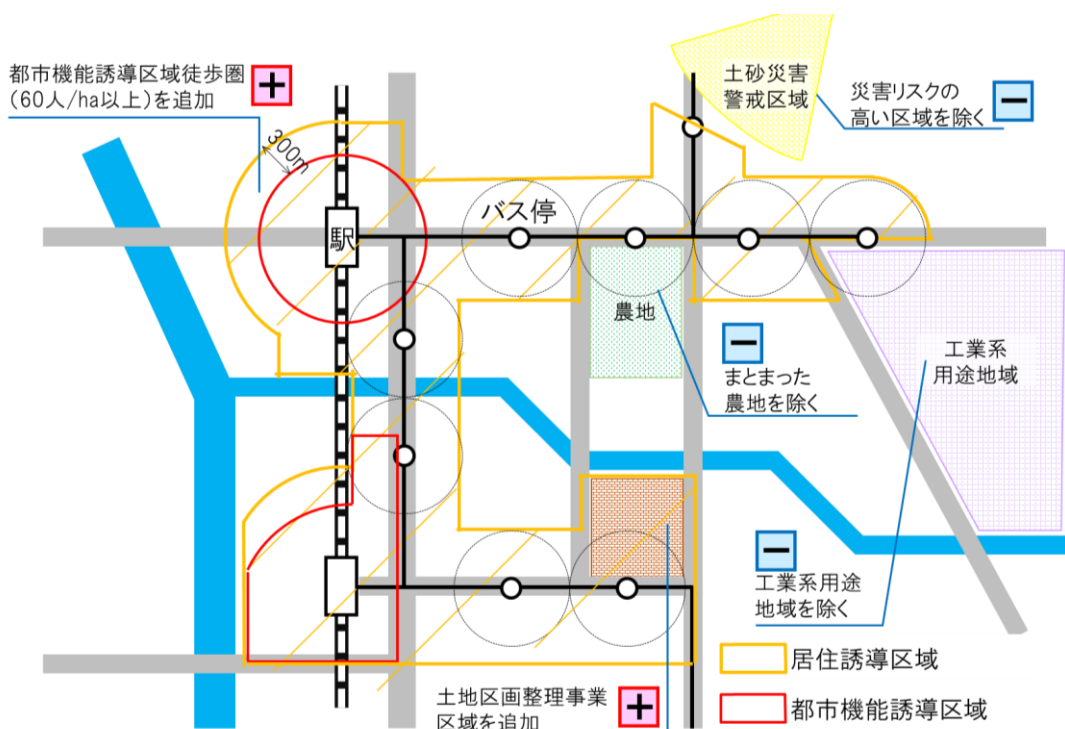 都市機能誘導区域徒歩圏
（60人/ha以上）を追加
＋
300m
土砂災害
警戒区域
災害リスクの
高い区域を除く
－
バス停
駅
農地
－
まとまった
農地を除く
工業系
用途地域
－
工業系用途
地域を除く
居住誘導区域
土地区画整理事業
区域を追加
＋
都市機能誘導区域